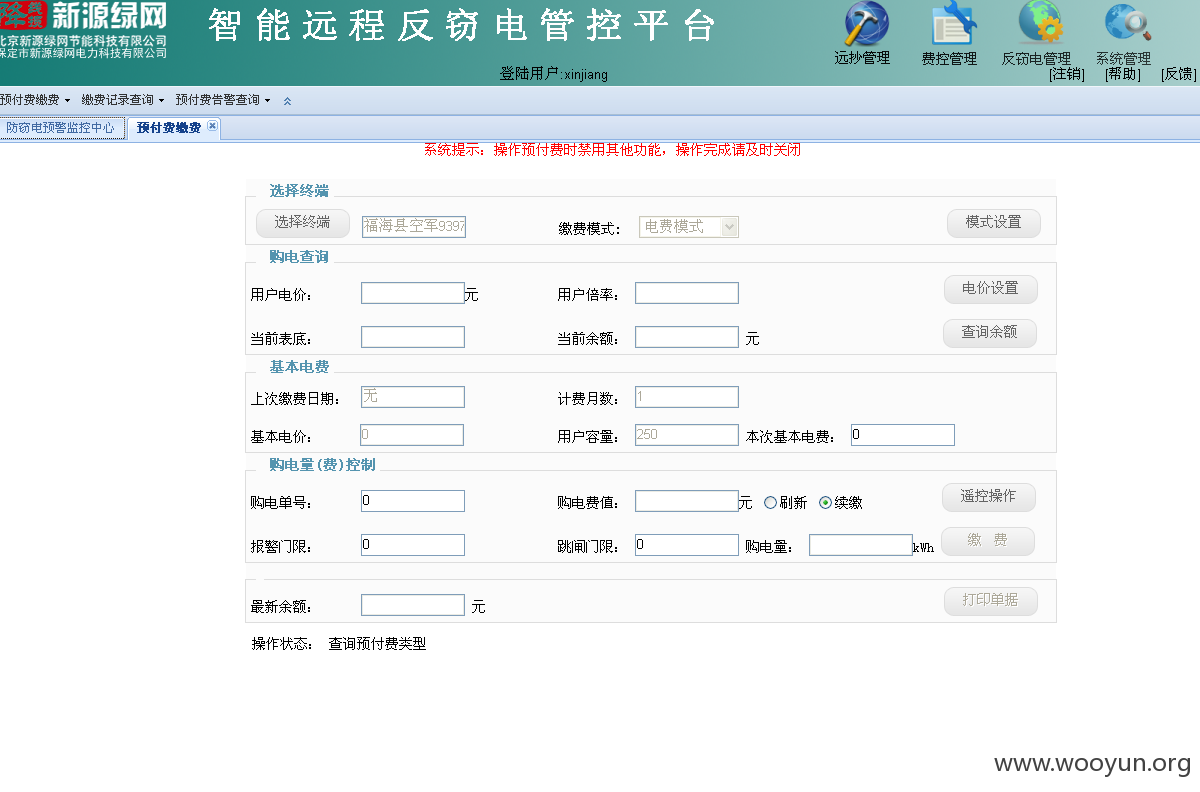 新源绿网
北京新源绿网节能科技有限公司
保定市新源绿网电力科技有限公司
智能远程反窃电管控平台
登陆用户:xinjiang
远抄管理 费控管理 反窃电管理 系统管理
[注销] [帮助] [反馈]
预付费缴费 缴费记录查询 预付费告警查询
防窃电预警监控中心 预付费缴费
系统提示：操作预付费时禁用其他功能，操作完成请及时关闭
选择终端
选择终端 福海县空军9397 缴费模式： 电费模式 模式设置
购电查询
用户电价： 元 用户倍率： 电价设置
当前表底： 当前余额： 元 查询余额
基本电费
上次缴费日期： 无 计费月数： 1
基本电价： 0 用户容量： 250 本次基本电费： 0
购电量(费)控制
购电单号： 0 购电费值： 元 刷新 续缴 遥控操作
报警门限： 0 跳闸门限： 0 购电量： kWh 缴 费
最新余额： 元 打印单据
操作状态： 查询预付费类型
www.wooyun.org